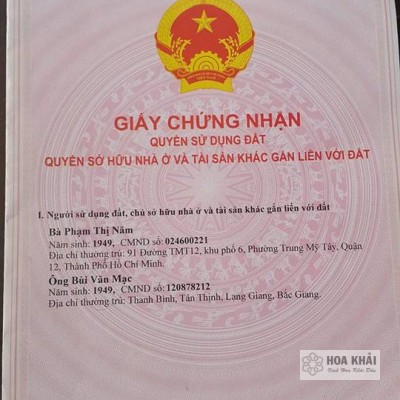 GIẤY CHỨNG NHẬN
QUYỀN SỬ DỤNG ĐẤT
QUYỀN SỞ HỮU NHÀ Ở VÀ TÀI SẢN KHÁC GẮN LIỀN VỚI ĐẤT
I. Người sử dụng đất, chủ sở hữu nhà ở và tài sản khác gắn liền với đất
Bà Phạm Thị Năm
Năm sinh: 1949, CMND số: 024600221
Địa chỉ thường trú: 91 Đường TMT12, khu phố 6, Phường Trung Mỹ Tây, Quận
12, Thành Phố Hồ Chí Minh.
Ông Bùi Văn Mạc
Năm sinh: 1949, CMND số: 120878212
Địa chỉ thường trú: Thanh Bình, Tân Thịnh, Lạng Giang, Bắc Giang.
HOA KHẢI
Vinh Hoa Khai Dau